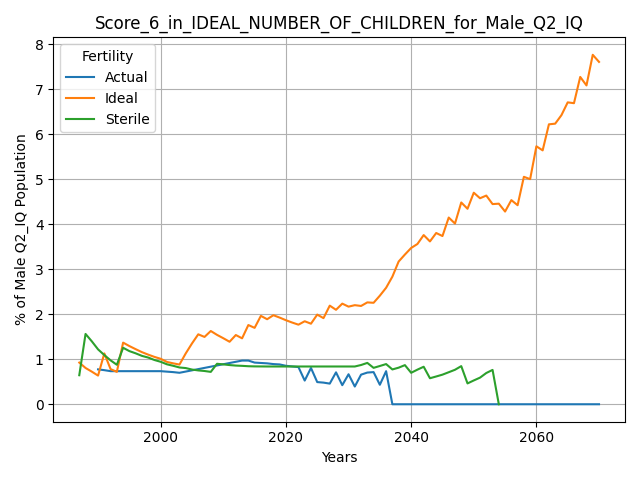 Score_6_in_IDEAL_NUMBER_OF_CHILDREN_for_Male_Q2_IQ
Fertility
Actual
Ideal
Sterile
% of Male Q2_IQ Population
8
7
6
5
4
3
2
1
0
2000
2020
2040
2060
Years